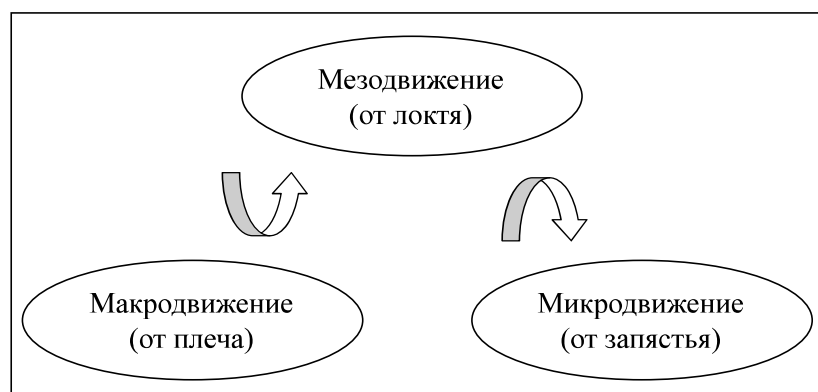 Мезодвижение
(от локтя)
Макродвижение
(от плеча)
Микродвижение
(от запястья)